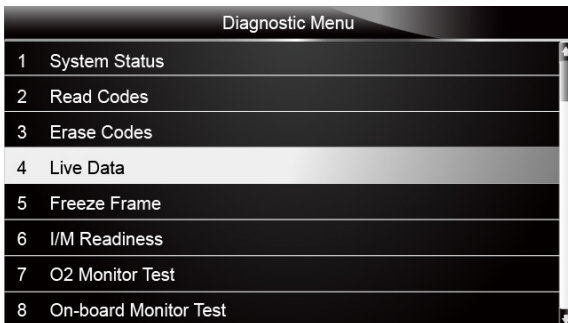 Diagnostic Menu
1 System Status
2 Read Codes
3 Erase Codes
4 Live Data
5 Freeze Frame
6 I/M Readiness
7 O2 Monitor Test
8 On-board Monitor Test